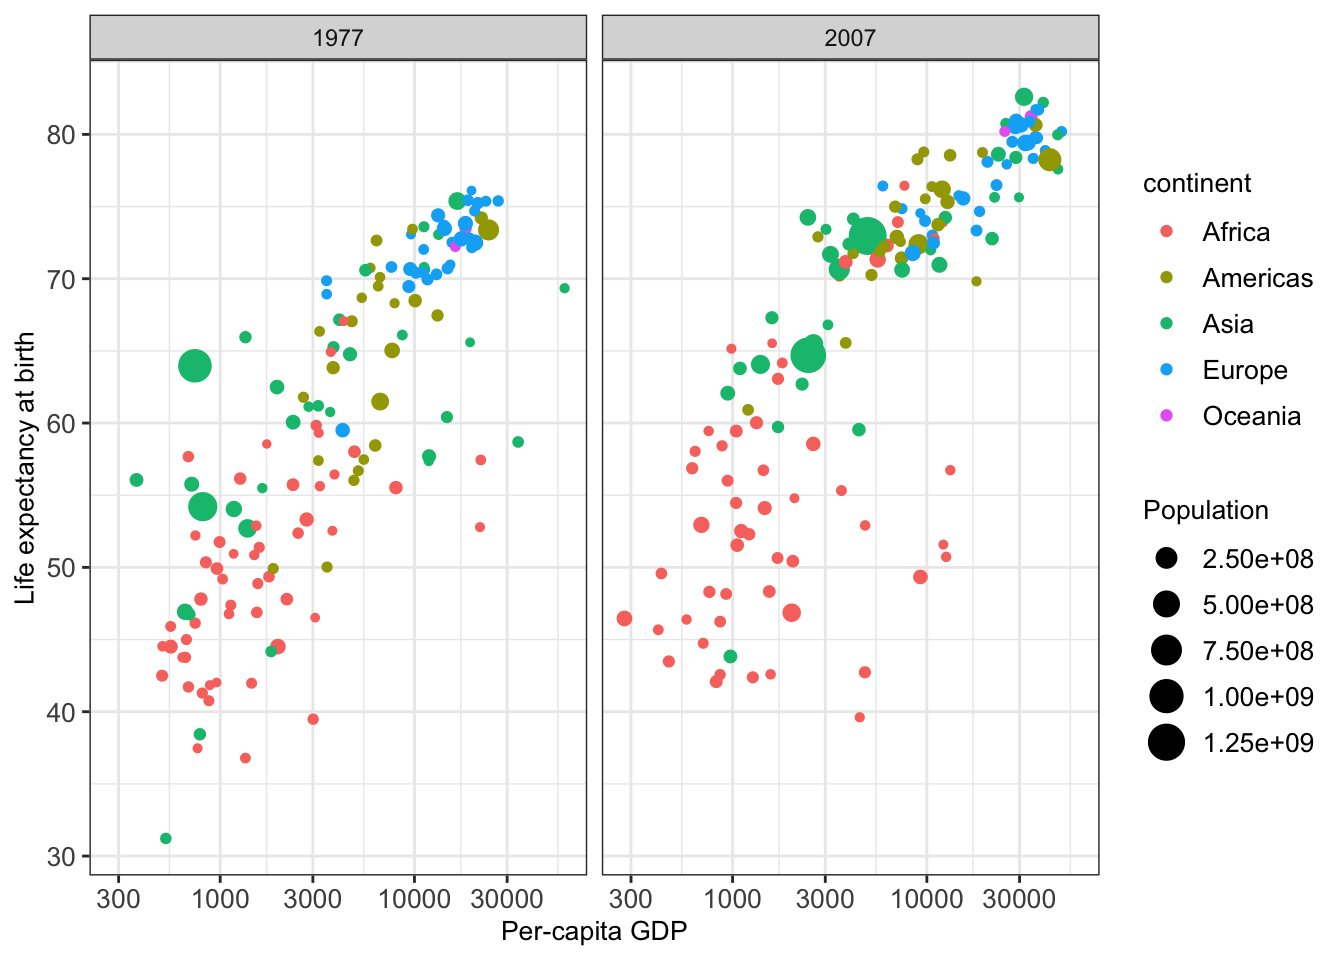 1977
2007
80
70
60
50
40
30
Life expectancy at birth
300 1000 3000 10000 30000
300 1000 3000 10000 30000
Per-capita GDP
continent
Africa
Americas
Asia
Europe
Oceania
Population
2.50e+08
5.00e+08
7.50e+08
1.00e+09
1.25e+09